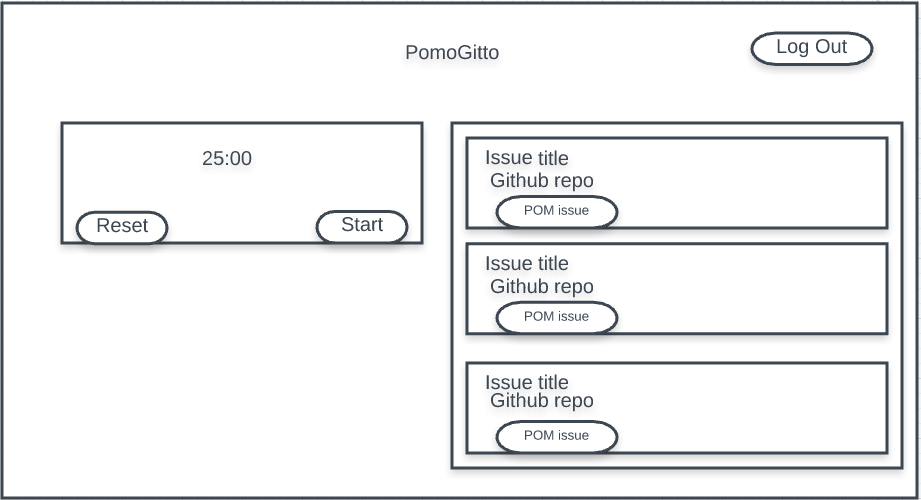 PomoGitto
Log Out
25:00
Reset
Start
Issue title
Github repo
POM issue
Issue title
Github repo
POM issue
Issue title
Github repo
POM issue